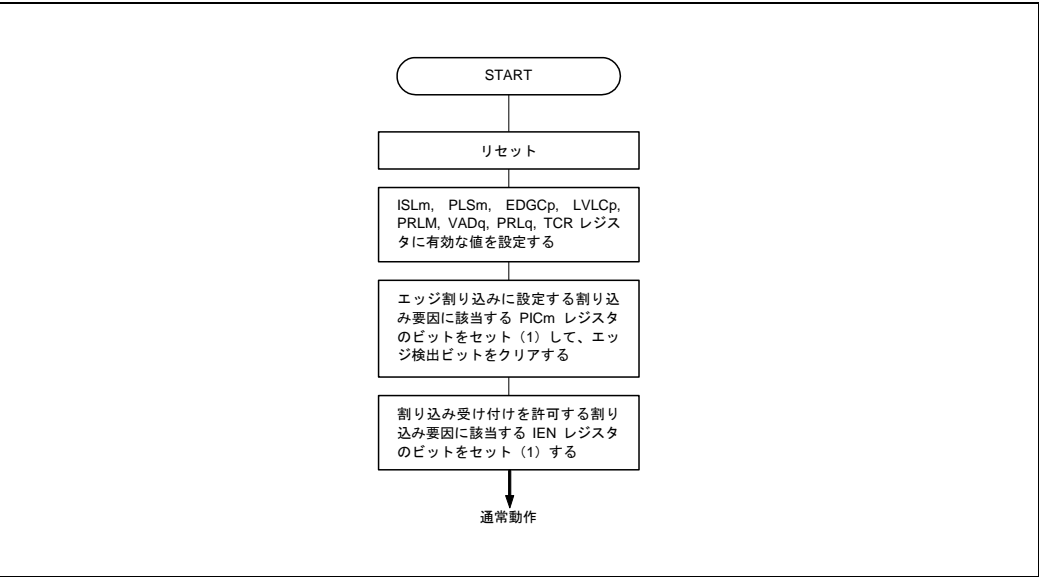 START
リセット
ISLm, PLSm, EDGCp, LVLCp,
PRLM, VADq, PRLq, TCR レジス
タに有効な値を設定する
エッジ割り込みに設定する割り込
み要因に該当する PICm レジスタ
のビットをセット（1）して、エッ
ジ検出ビットをクリアする
割り込み受け付けを許可する割り
込み要因に該当する IEN レジスタ
のビットをセット（1）する
通常動作